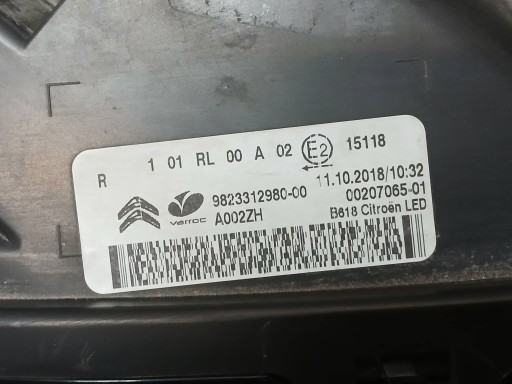 R 1 01 RL 00 A 02 E2 15118
varroc 9823312980-00 11.10.2018/10:32
A002ZH 00207065-01
B618 Citroën LED